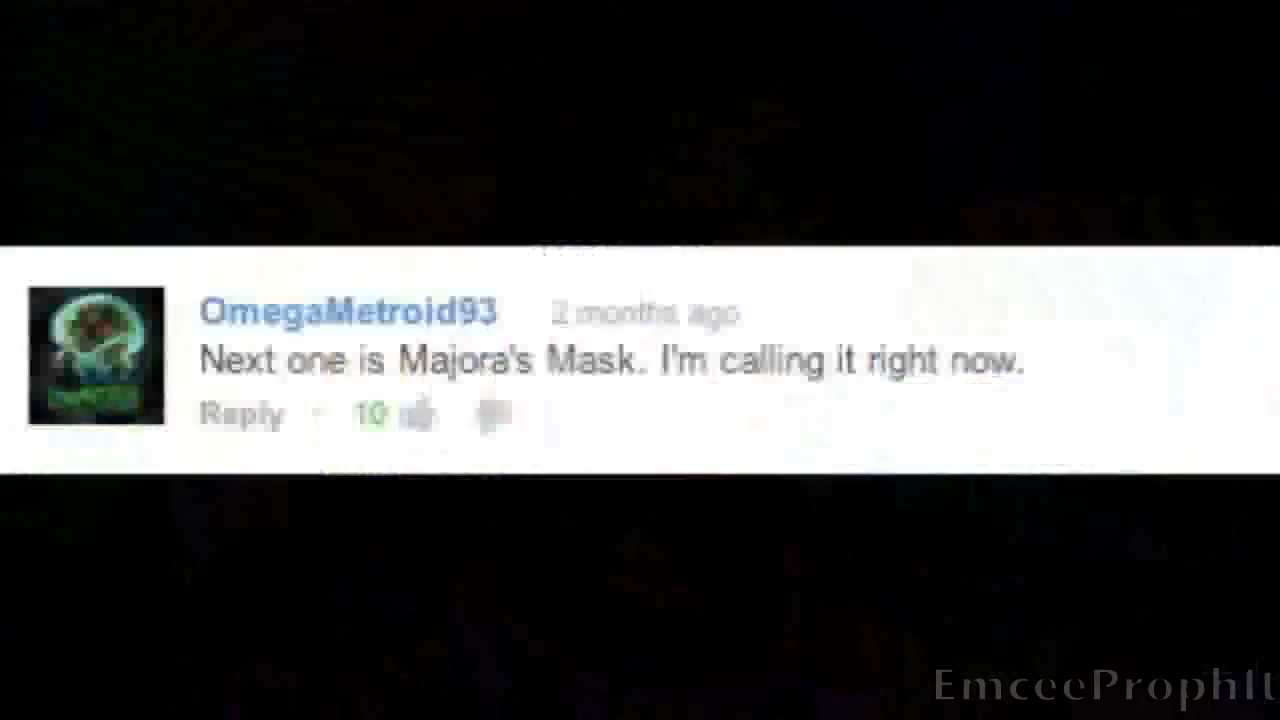 OmegaMetroid93 2 months ago
Next one is Majora's Mask. I'm calling it right now.
Reply · 10
EmceeProphIt